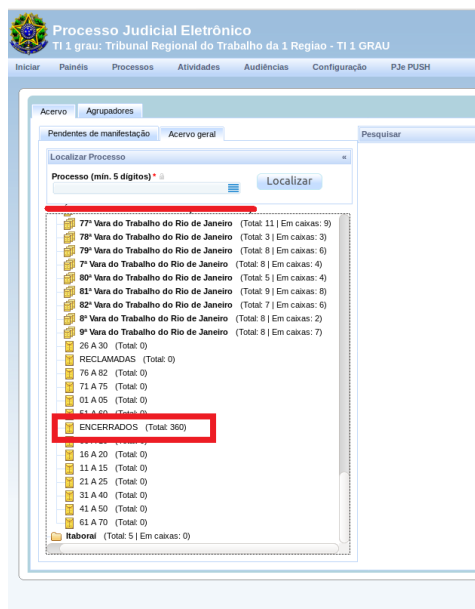 Processo Judicial Eletrônico
TI 1 grau: Tribunal Regional do Trabalho da 1 Regiao - TI 1 GRAU
Iniciar Painéis Processos Atividades Audiências Configuração PJe PUSH
Acervo Agrupadores
Pendentes de manifestação Acervo geral Pesquisar
Localizar Processo «
Processo (mín. 5 dígitos) *
Localizar
77ª Vara do Trabalho do Rio de Janeiro (Total: 11 | Em caixas: 9)
78ª Vara do Trabalho do Rio de Janeiro (Total: 3 | Em caixas: 3)
79ª Vara do Trabalho do Rio de Janeiro (Total: 8 | Em caixas: 6)
7ª Vara do Trabalho do Rio de Janeiro (Total: 8 | Em caixas: 4)
80ª Vara do Trabalho do Rio de Janeiro (Total: 5 | Em caixas: 4)
81ª Vara do Trabalho do Rio de Janeiro (Total: 9 | Em caixas: 8)
82ª Vara do Trabalho do Rio de Janeiro (Total: 7 | Em caixas: 6)
8ª Vara do Trabalho do Rio de Janeiro (Total: 8 | Em caixas: 2)
9ª Vara do Trabalho do Rio de Janeiro (Total: 8 | Em caixas: 7)
26 A 30 (Total: 0)
RECLAMADAS (Total: 0)
76 A 82 (Total: 0)
71 A 75 (Total: 0)
01 A 05 (Total: 0)
51 A 60 (Total: 0)
ENCERRADOS (Total: 360)
16 A 20 (Total: 0)
11 A 15 (Total: 0)
21 A 25 (Total: 0)
31 A 40 (Total: 0)
41 A 50 (Total: 0)
61 A 70 (Total: 0)
Itaboraí (Total: 5 | Em caixas: 0)